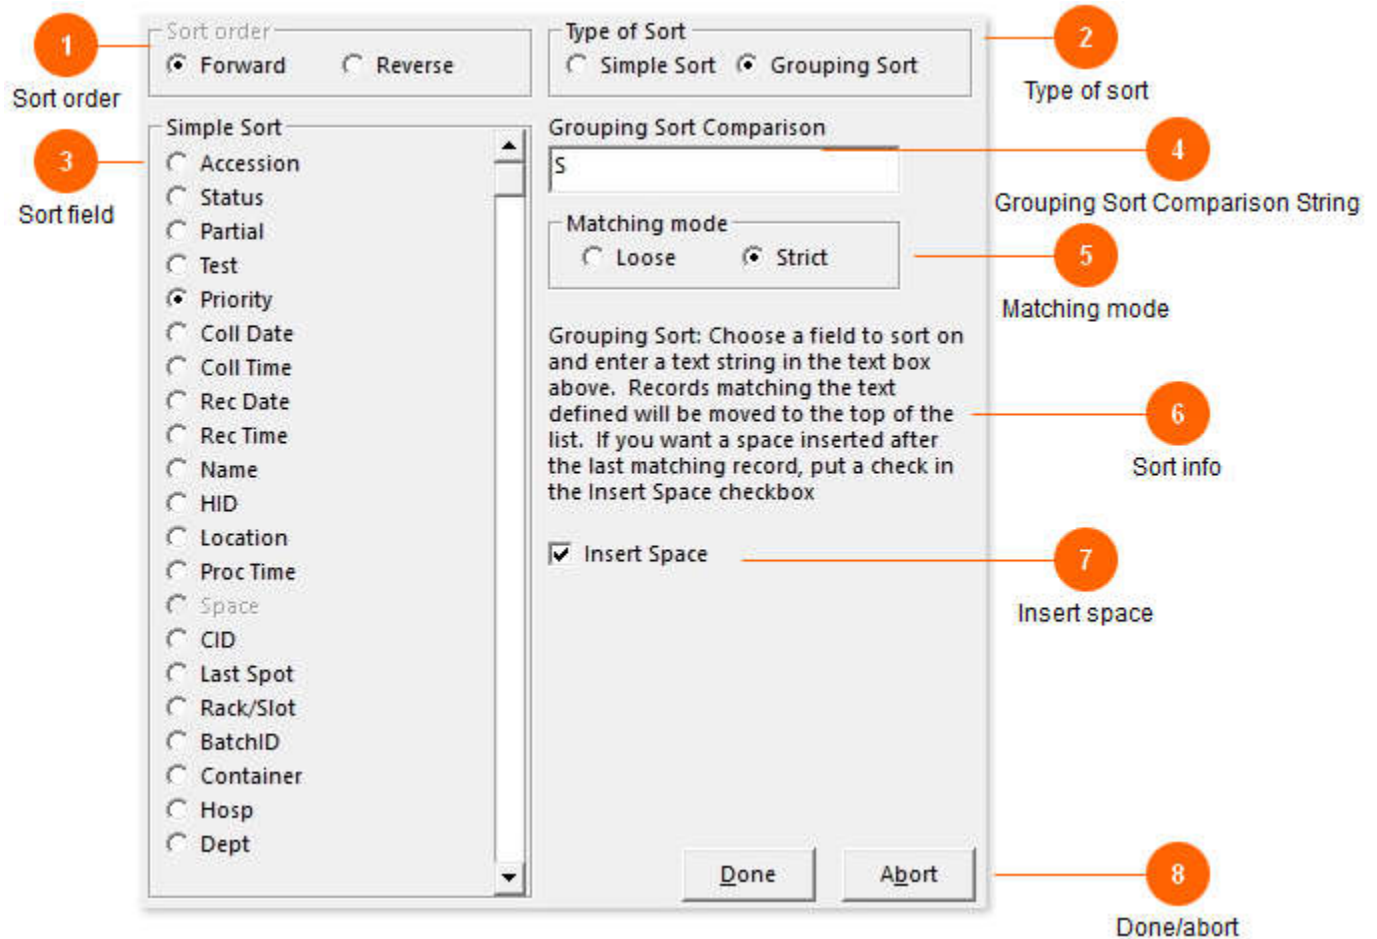 1
Sort order
Sort order
Forward
Reverse
Type of Sort
Simple Sort
Grouping Sort
2
Type of sort
3
Sort field
Simple Sort
Accession
Status
Partial
Test
Priority
Coll Date
Coll Time
Rec Date
Rec Time
Name
HID
Location
Proc Time
Space
CID
Last Spot
Rack/Slot
BatchID
Container
Hosp
Dept
Grouping Sort Comparison
S
4
Grouping Sort Comparison String
Matching mode
Loose
Strict
5
Matching mode
Grouping Sort: Choose a field to sort on
and enter a text string in the text box
above. Records matching the text
defined will be moved to the top of the
list. If you want a space inserted after
the last matching record, put a check in
the Insert Space checkbox
6
Sort info
Insert Space
7
Insert space
Done
Abort
8
Done/abort